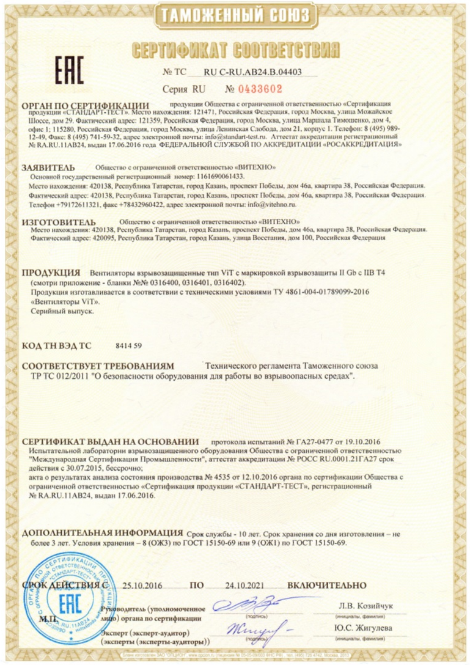 ТАМОЖЕННЫЙ СОЮЗ
СЕРТИФИКАТ СООТВЕТСТВИЯ
ЕАС
№ ТС RU C-RU.АВ24.В.04403
Серия RU № 0433602
ОРГАН ПО СЕРТИФИКАЦИИ продукции Общества с ограниченной ответственностью «Сертификация
продукции «СТАНДАРТ-ТЕСТ». Место нахождения: 121471, Российская Федерация, город Москва, улица Можайское
Шоссе, дом 29. Фактический адрес: 121359, Российская Федерация, город Москва, улица Маршала Тимошенко, дом 4,
офис 1; 115280, Российская Федерация, город Москва, улица Ленинская Слобода, дом 21, корпус 1. Телефон: 8 (495) 989-
12-49, Факс: 8 (495) 741-59-32, адрес электронной почты: info@standart-test.ru. Аттестат аккредитации регистрационный
№ RA.RU.11АВ24, выдан 17.06.2016 года ФЕДЕРАЛЬНОЙ СЛУЖБОЙ ПО АККРЕДИТАЦИИ «РОСАККРЕДИТАЦИЯ»
ЗАЯВИТЕЛЬ Общество с ограниченной ответственностью «ВИТЕХНО».
Основной государственный регистрационный номер: 1161690061433.
Место нахождения: 420138, Республика Татарстан, город Казань, проспект Победы, дом 46а, квартира 38, Российская Федерация.
Фактический адрес: 420138, Республика Татарстан, город Казань, проспект Победы, дом 46а, квартира 38, Российская Федерация
Телефон +79172611321, факс +78432960422, адрес электронной почты: info@vitehno.ru
ИЗГОТОВИТЕЛЬ Общество с ограниченной ответственностью «ВИТЕХНО»
Место нахождения: 420138, Республика Татарстан, город Казань, проспект Победы, дом 46а, квартира 38, Российская Федерация.
Фактический адрес: 420095, Республика Татарстан, город Казань, улица Восстания, дом 100, Российская Федерация
ПРОДУКЦИЯ Вентиляторы взрывозащищенные тип ViT с маркировкой взрывозащиты II Gb c IIB T4
(смотри приложение - бланки №№ 0316400, 0316401, 0316402).
Продукция изготавливается в соответствии с техническими условиями ТУ 4861-004-01789099-2016
«Вентиляторы ViT».
Серийный выпуск.
КОД ТН ВЭД ТС 8414 59
СООТВЕТСТВУЕТ ТРЕБОВАНИЯМ Технического регламента Таможенного союза
ТР ТС 012/2011 "О безопасности оборудования для работы во взрывоопасных средах".
СЕРТИФИКАТ ВЫДАН НА ОСНОВАНИИ протокола испытаний № ГА27-0477 от 19.10.2016
Испытательной лаборатории взрывозащищенного оборудования Общества с ограниченной ответственностью
"Международная Сертификация Промышленности", аттестат аккредитации № РОСС RU.0001.21ГА27 срок
действия с 30.07.2015, бессрочно;
акта о результатах анализа состояния производства № 4535 от 12.10.2016 органом по сертификации Общества с
ограниченной ответственностью «Сертификация продукции «СТАНДАРТ-ТЕСТ», регистрационный
№ RA.RU.11АВ24, выдан 17.06.2016.
ДОПОЛНИТЕЛЬНАЯ ИНФОРМАЦИЯ Срок службы - 10 лет. Срок хранения со дня изготовления - не
более 3 лет. Условия хранения – 8 (ОЖ3) по ГОСТ 15150-69 или 9 (ОЖ1) по ГОСТ 15150-69.
СРОК ДЕЙСТВИЯ С 25.10.2016 ПО 24.10.2021 ВКЛЮЧИТЕЛЬНО
ЕАС
М.П.
Руководитель (уполномоченное
лицо) органа по сертификации
(подпись)
Л.В. Козийчук
(инициалы, фамилия)
Эксперт (эксперт-аудитор)
(эксперты (эксперты-аудиторы))
(подпись)
Ю.С. Жигулева
(инициалы, фамилия)